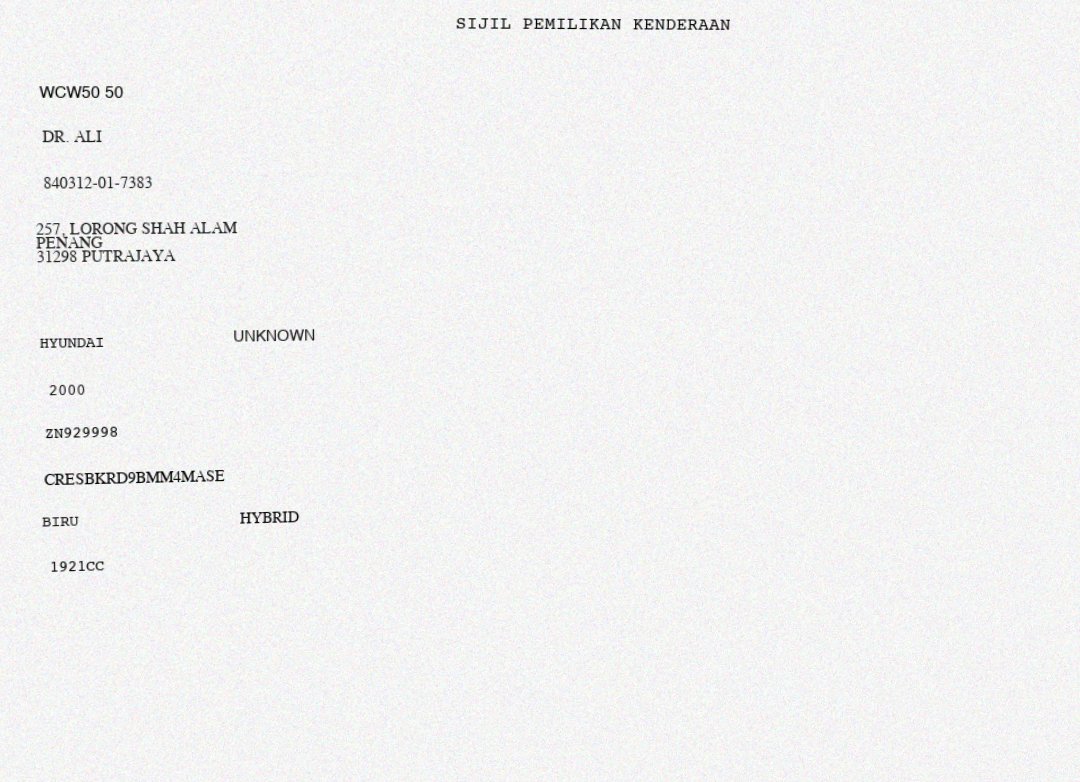 SIJIL PEMILIKAN KENDERAAN
WCW50 50
DR. ALI
840312-01-7383
257, LORONG SHAH ALAM
PENANG
31298 PUTRAJAYA
HYUNDAI UNKNOWN
2000
ZN929998
CRESBKRD9BMM4MASE
BIRU HYBRID
1921CC